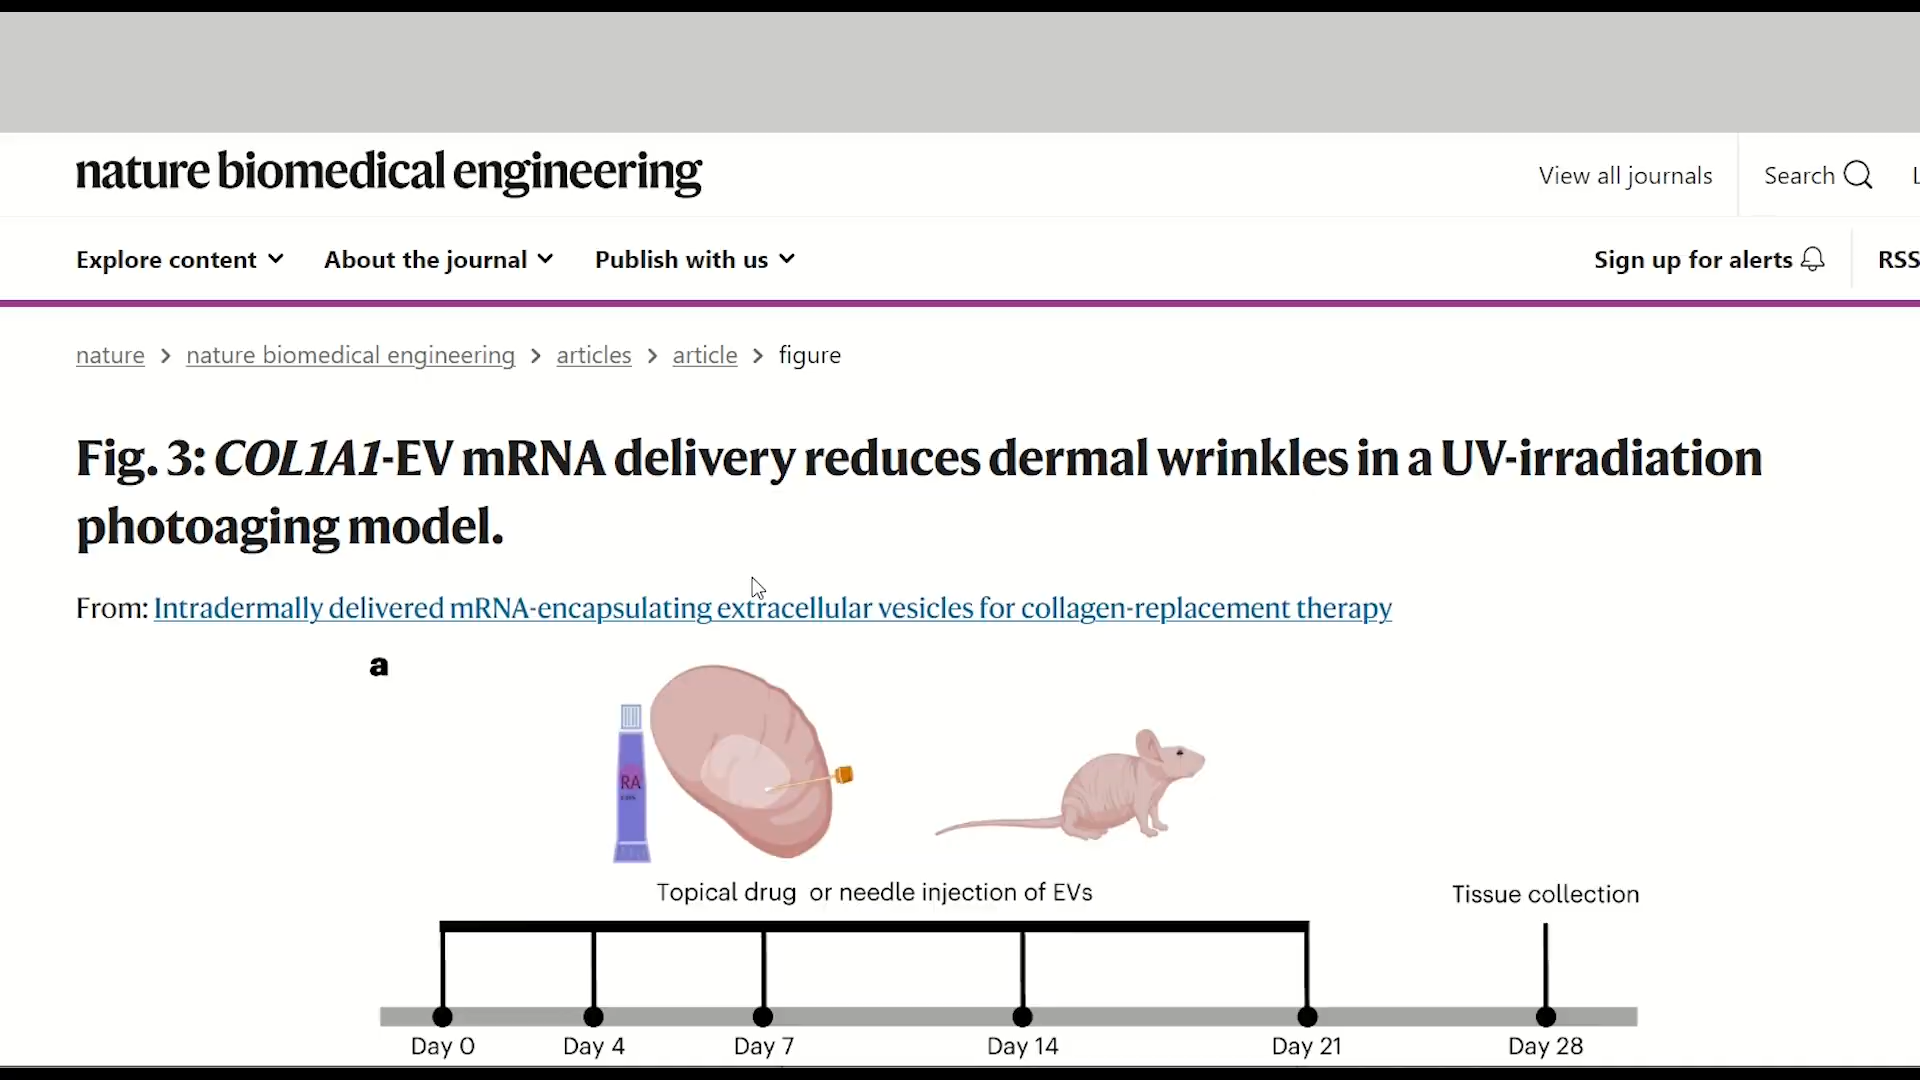 nature biomedical engineering
View all journals
Search
Explore content
About the journal
Publish with us
Sign up for alerts
RSS
nature > nature biomedical engineering > articles > article > figure
Fig. 3: COL1A1-EV mRNA delivery reduces dermal wrinkles in a UV-irradiation
photoaging model.
From: Intradermally delivered mRNA-encapsulating extracellular vesicles for collagen-replacement therapy
a
RA
Topical drug or needle injection of EVs
Tissue collection
Day 0 Day 4 Day 7 Day 14 Day 21 Day 28